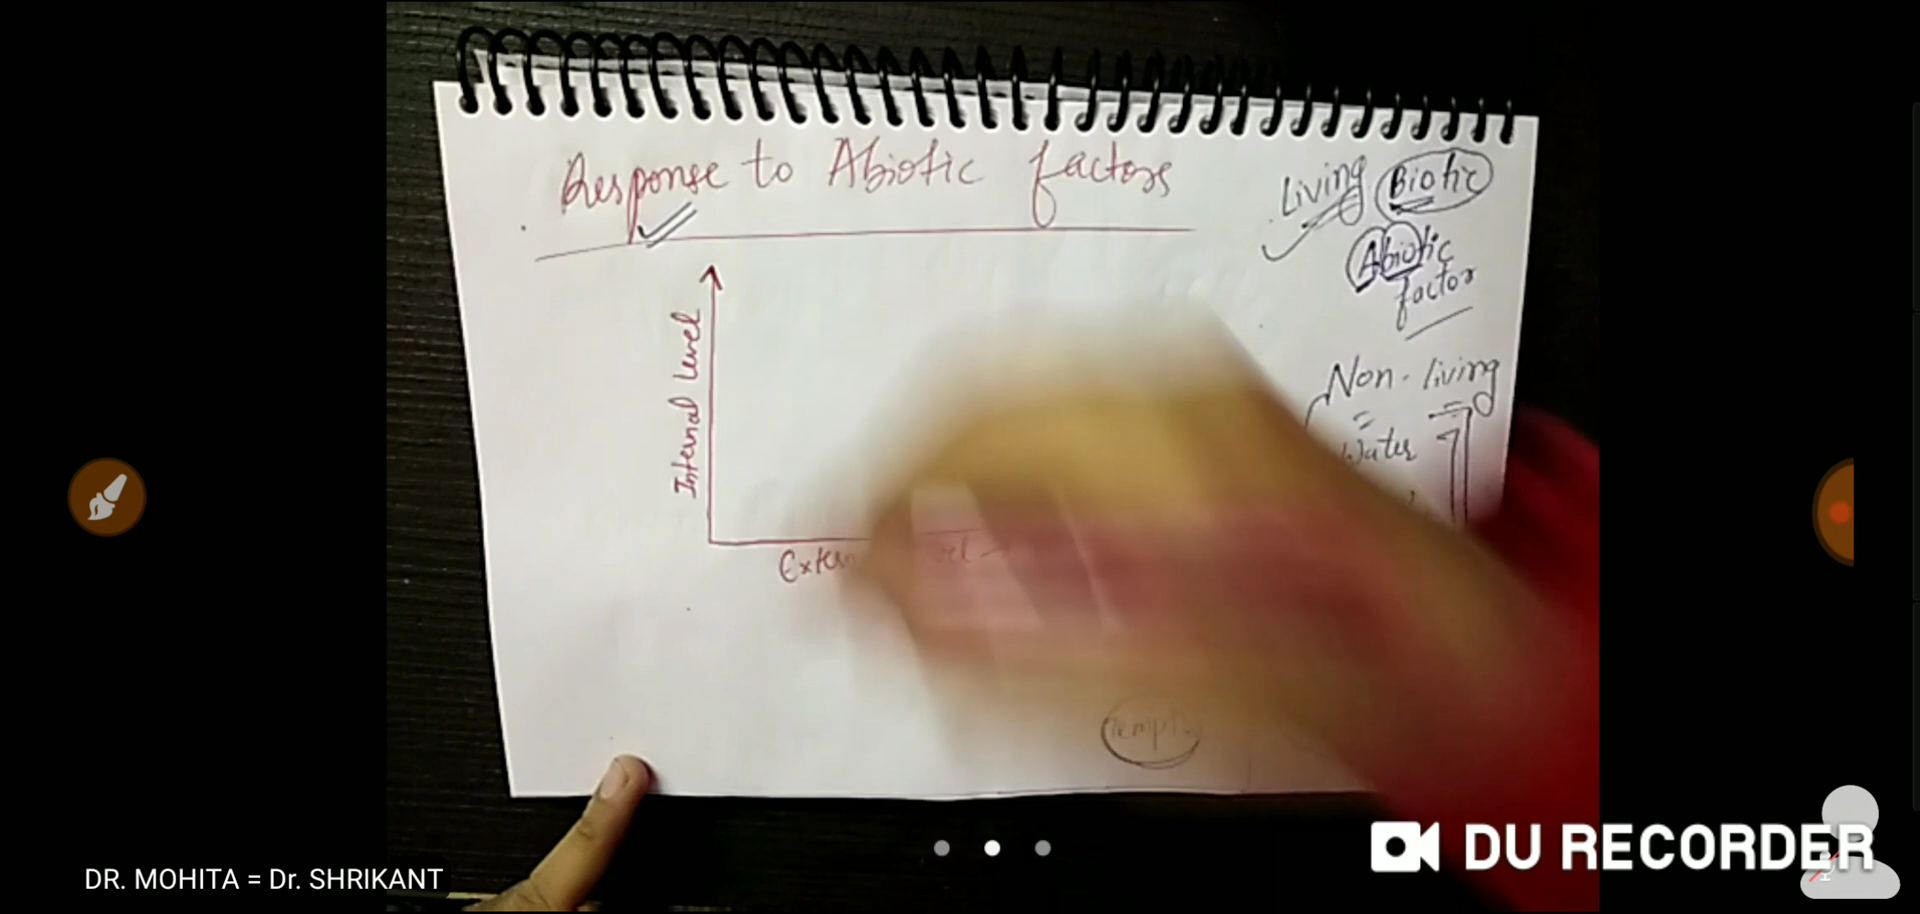 Response to Abiotic factors
Living Biotic
Abiotic
factor
Non-living
Water
Internal Level
Temp
DR. MOHITA = Dr. SHRIKANT
DU RECORDER